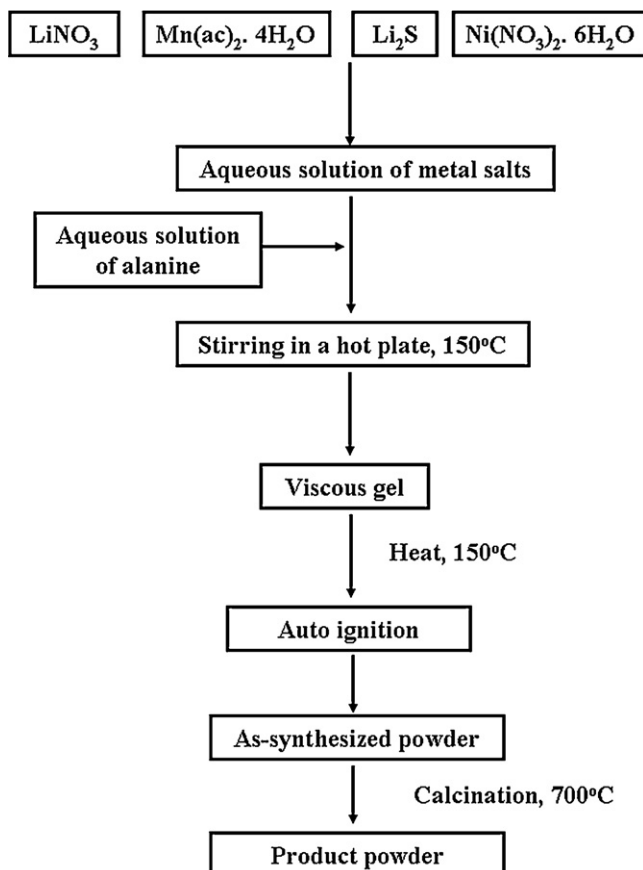 LiNO₃ Mn(ac)₂. 4H₂O Li₂S Ni(NO₃)₂. 6H₂O
Aqueous solution of metal salts
Aqueous solution
of alanine
Stirring in a hot plate, 150°C
Viscous gel
Heat, 150°C
Auto ignition
As-synthesized powder
Calcination, 700°C
Product powder